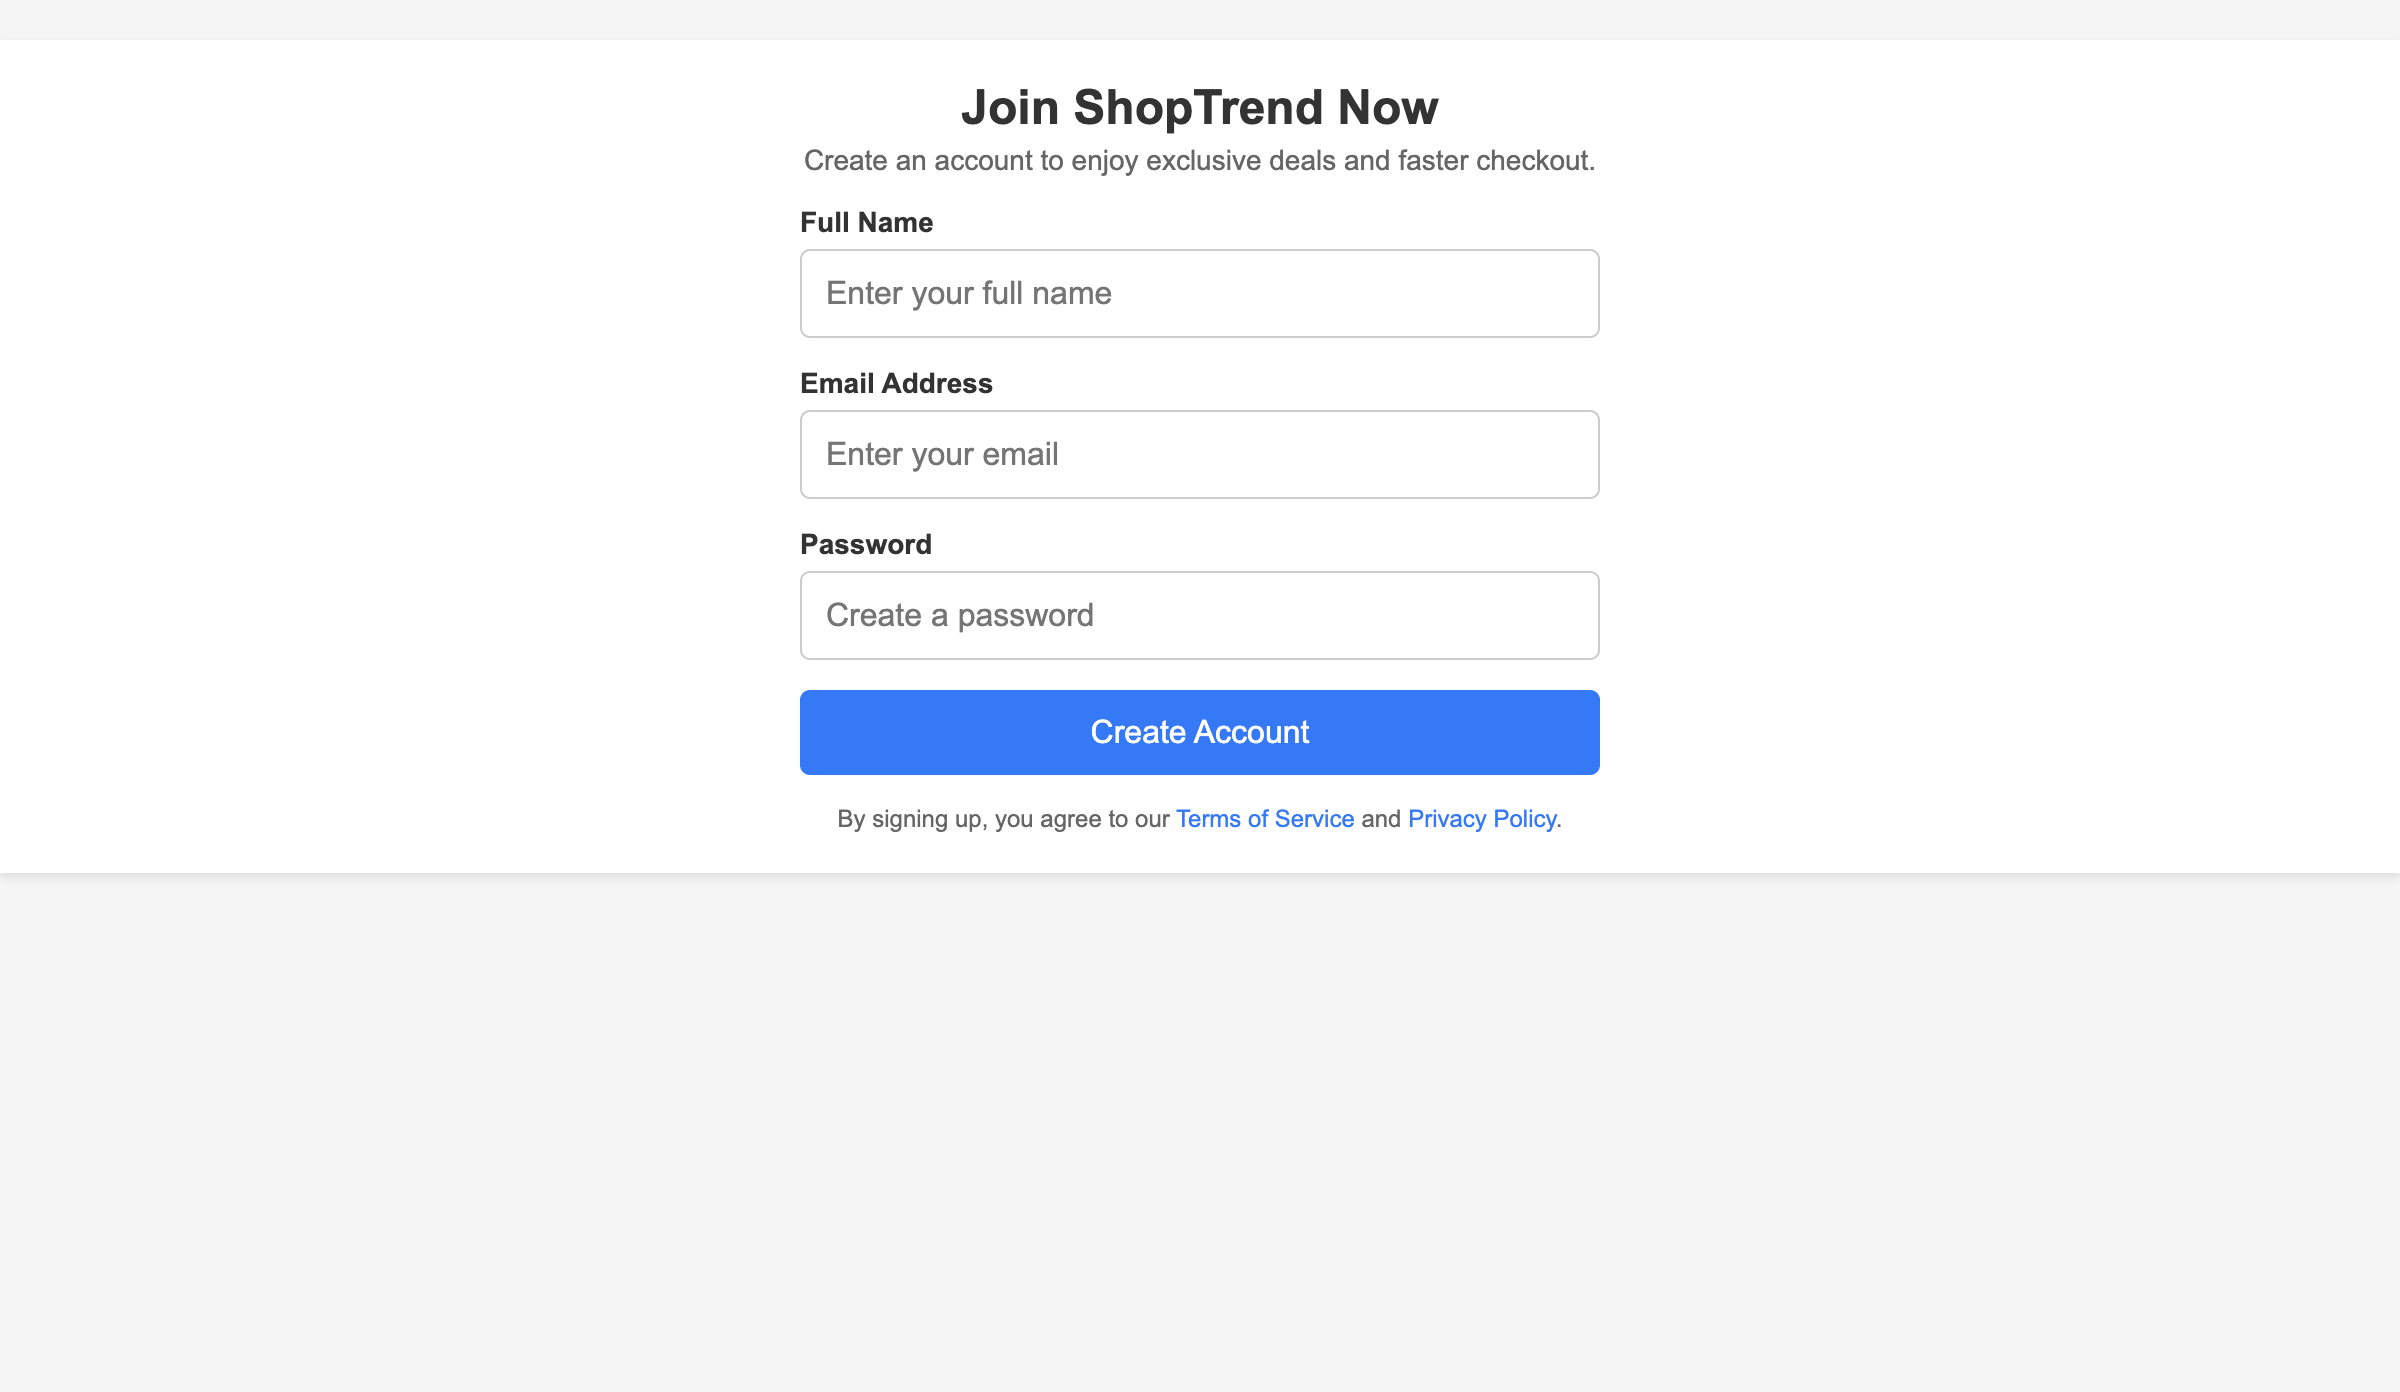 Join ShopTrend Now
Create an account to enjoy exclusive deals and faster checkout.
Full Name
Enter your full name
Email Address
Enter your email
Password
Create a password
Create Account
By signing up, you agree to our Terms of Service and Privacy Policy.